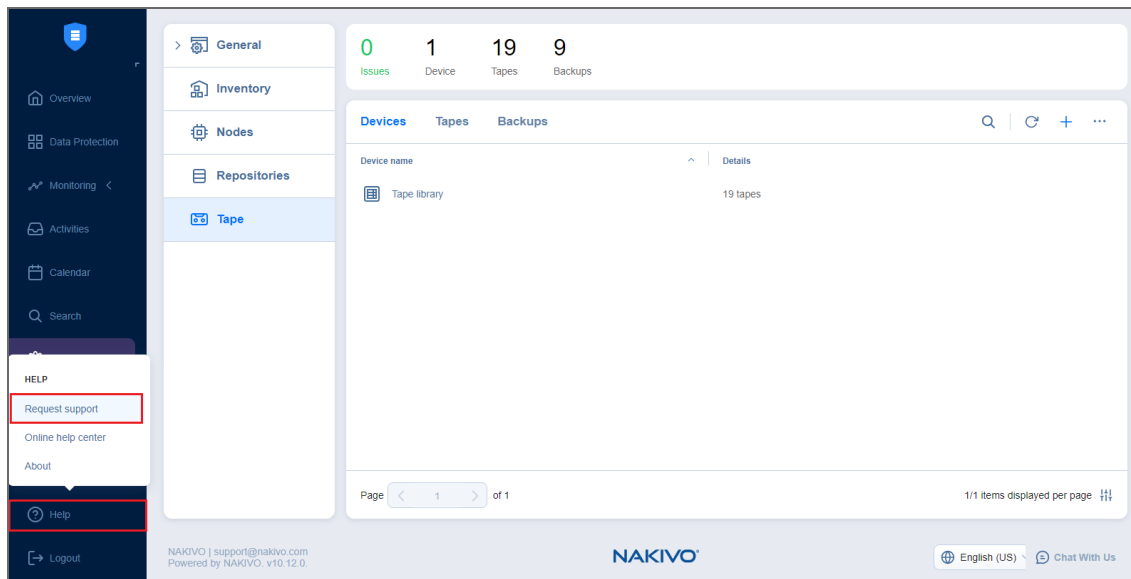 Overview
Data Protection
Monitoring
Activities
Calendar
Search
HELP
Request support
Online help center
About
Help
Logout
General
Inventory
Nodes
Repositories
Tape
0 1 19 9
Issues Device Tapes Backups
Devices Tapes Backups
Device name Details
Tape library 19 tapes
Page 1 of 1 1/1 items displayed per page
NAKIVO | support@nakivo.com
Powered by NAKIVO. v10.12.0.
NAKIVO®
English (US) Chat With Us